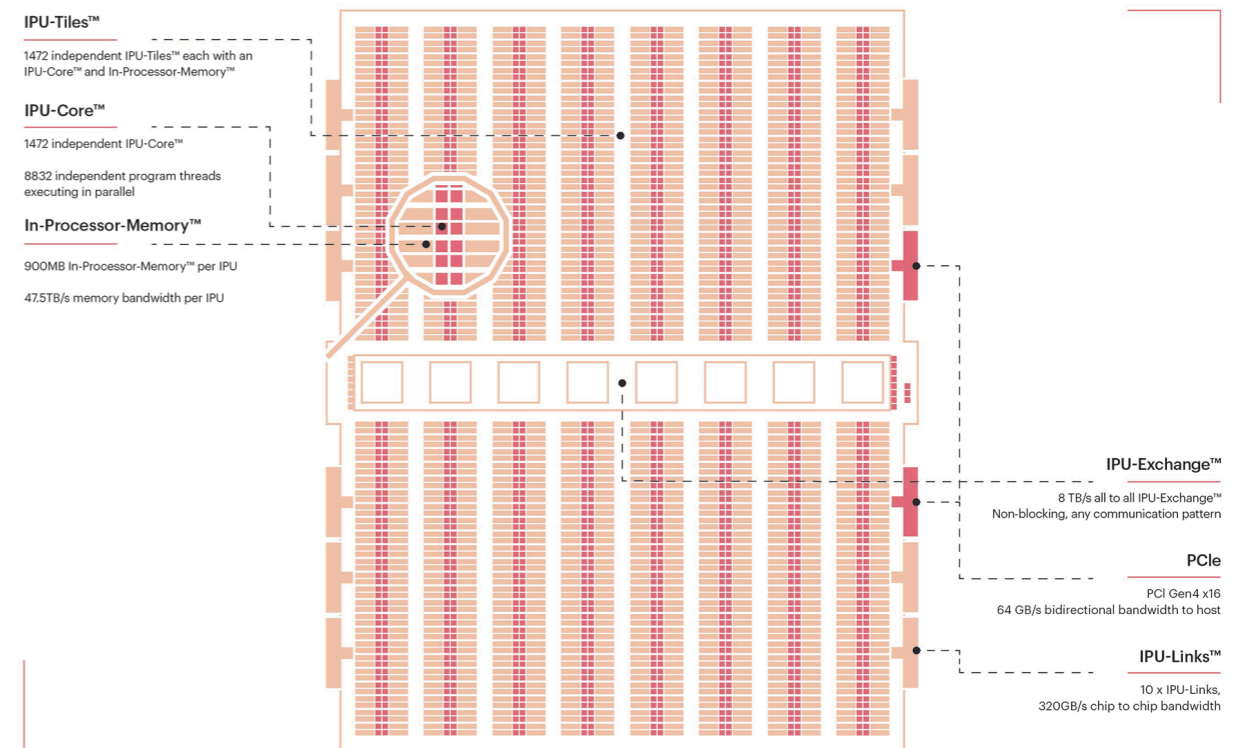 IPU-Tiles™
1472 independent IPU-Tiles™ each with an
IPU-Core™ and In-Processor-Memory™
IPU-Core™
1472 independent IPU-Core™
8832 independent program threads
executing in parallel
In-Processor-Memory™
900MB In-Processor-Memory™ per IPU
47.5TB/s memory bandwidth per IPU
IPU-Exchange™
8 TB/s all to all IPU-Exchange™
Non-blocking, any communication pattern
PCIe
PCI Gen4 x16
64 GB/s bidirectional bandwidth to host
IPU-Links™
10 x IPU-Links,
320GB/s chip to chip bandwidth